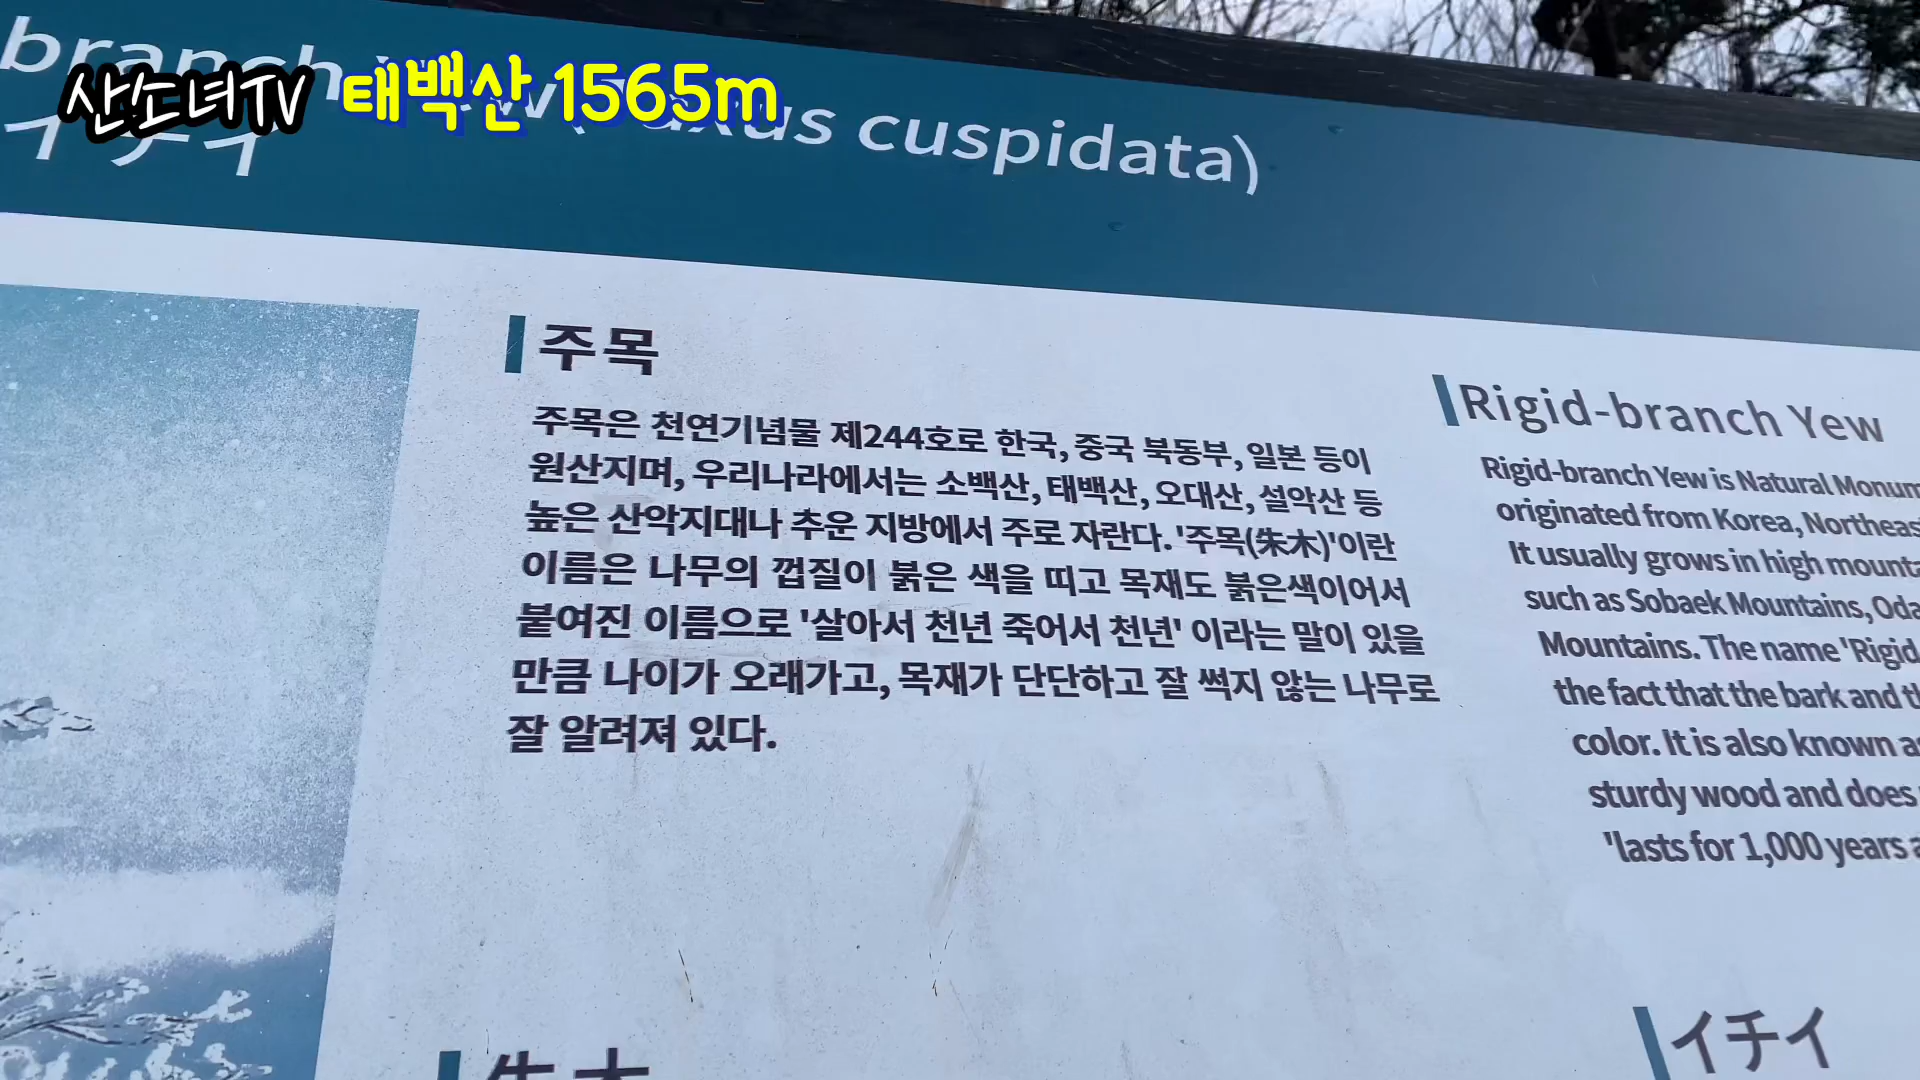 branch
산소녀TV 태백산 1565m
cuspidata)
イチイ
주목
주목은 천연기념물 제244호로 한국, 중국 북동부, 일본 등이
원산지며, 우리나라에서는 소백산, 태백산, 오대산, 설악산 등
높은 산악지대나 추운 지방에서 주로 자란다. '주목(朱木)'이란
이름은 나무의 껍질이 붉은 색을 띠고 목재도 붉은색이어서
붙여진 이름으로 '살아서 천년 죽어서 천년' 이라는 말이 있을
만큼 나이가 오래가고, 목재가 단단하고 잘 썩지 않는 나무로
잘 알려져 있다.
Rigid-branch Yew
Rigid-branch Yew is Natural
originated from Korea,
It usually grows in high
such as Sobaek Mountains,
Mountains. The name 'Rigid
the fact that the bark and
color. It is also known
sturdy wood and does
'lasts for 1,000 years
イチイ